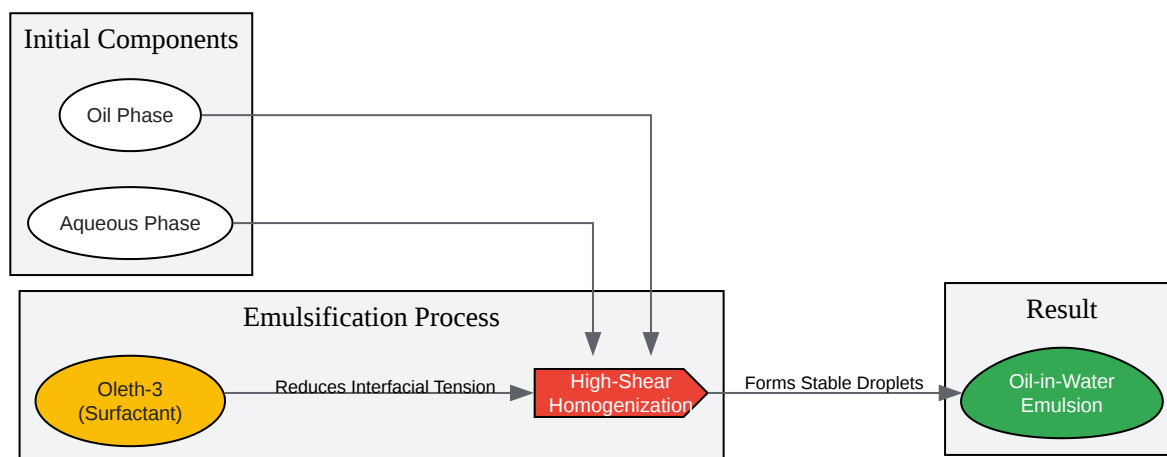 Initial Components
Oil Phase
Aqueous Phase
Emulsification Process
Oleth-3
(Surfactant)
Reduces Interfacial Tension
High-Shear
Homogenization
Forms Stable Droplets
Result
Oil-in-Water
Emulsion